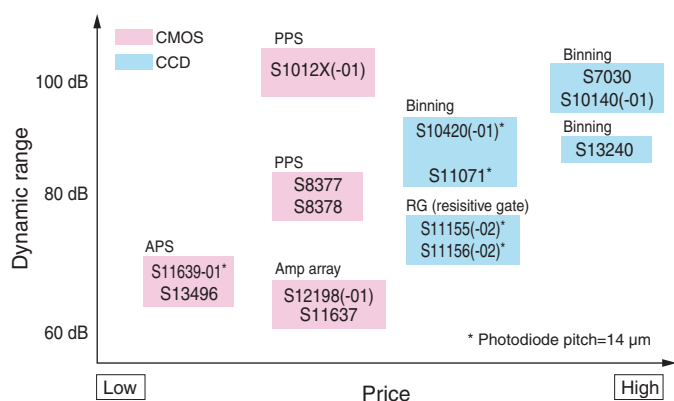 CMOS
CCD
Dynamic range
100 dB
80 dB
60 dB
PPS
S1012X(-01)
Binning
S7030
S10140(-01)
Binning
S10420(-01)*
S11071*
Binning
S13240
PPS
S8377
S8378
RG (resisitive gate)
S11155(-02)*
S11156(-02)*
APS
S11639-01*
S13496
Amp array
S12198(-01)
S11637
* Photodiode pitch=14 µm
Low
Price
High